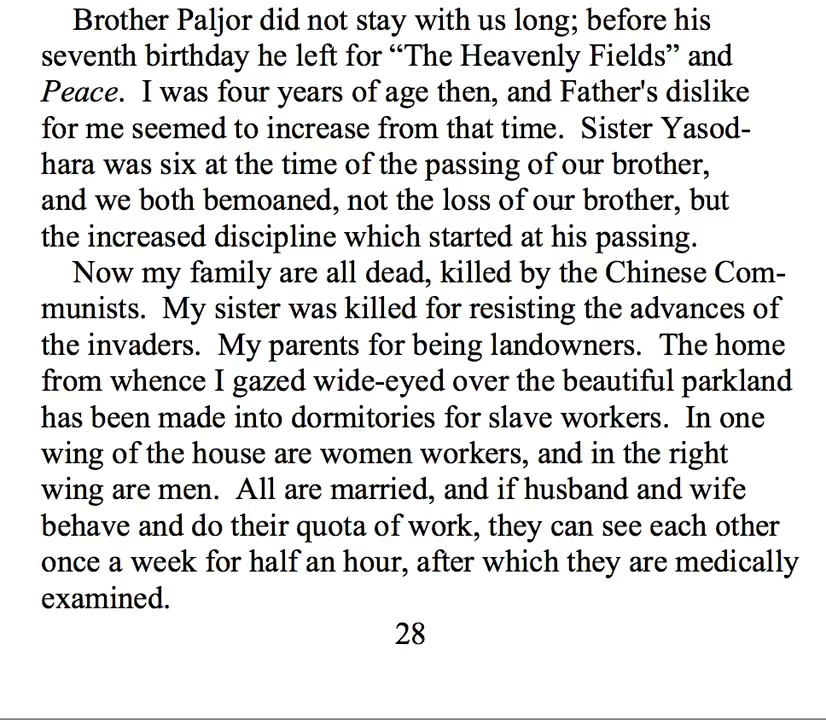 Brother Paljor did not stay with us long; before his
seventh birthday he left for “The Heavenly Fields” and
Peace.  I was four years of age then, and Father's dislike
for me seemed to increase from that time.  Sister Yasod-
hara was six at the time of the passing of our brother,
and we both bemoaned, not the loss of our brother, but
the increased discipline which started at his passing.
Now my family are all dead, killed by the Chinese Com-
munists.  My sister was killed for resisting the advances of
the invaders.  My parents for being landowners.  The home
from whence I gazed wide-eyed over the beautiful parkland
has been made into dormitories for slave workers.  In one
wing of the house are women workers, and in the right
wing are men.  All are married, and if husband and wife
behave and do their quota of work, they can see each other
once a week for half an hour, after which they are medically
examined.
28